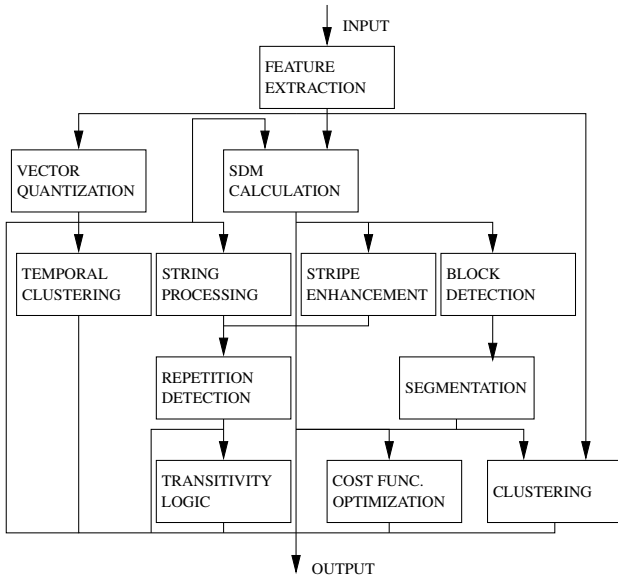 INPUT
FEATURE
EXTRACTION
VECTOR
QUANTIZATION
SDM
CALCULATION
TEMPORAL
CLUSTERING
STRING
PROCESSING
STRIPE
ENHANCEMENT
BLOCK
DETECTION
REPETITION
DETECTION
SEGMENTATION
TRANSITIVITY
LOGIC
COST FUNC.
OPTIMIZATION
CLUSTERING
OUTPUT